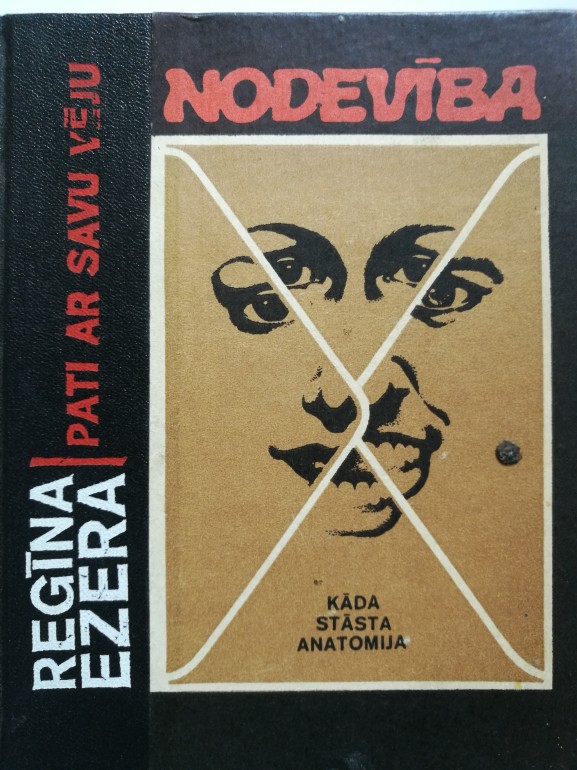 REGĪNA
EZERA
PATI AR SAVU VĒJU
NODEVĪBA
KĀDA
STĀSTA
ANATOMIJA